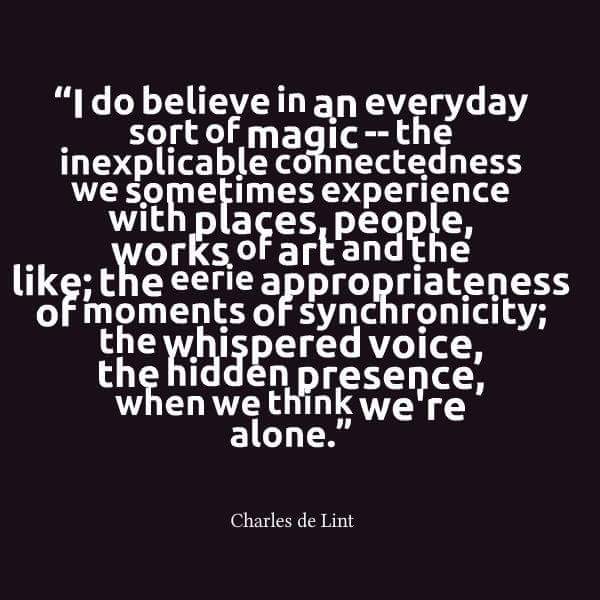 “I do believe in an everyday
sort of magic -- the
inexplicable connectedness
we sometimes experience
with places, people,
works of art and the
like; the eerie appropriateness
of moments of synchronicity;
the whispered voice,
the hidden presence,
when we think we're
alone.”
Charles de Lint